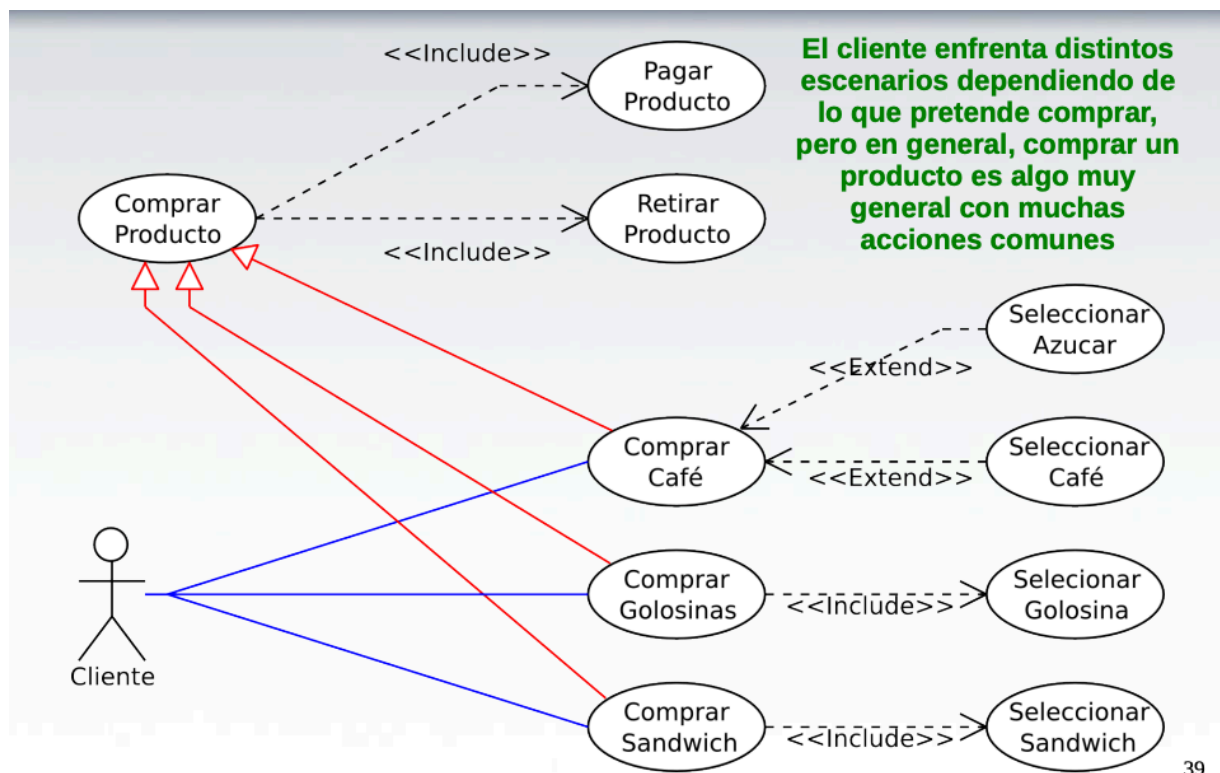 <<Include>>
Pagar
Producto
El cliente enfrenta distintos
escenarios dependiendo de
lo que pretende comprar,
pero en general, comprar un
producto es algo muy
general con muchas
acciones comunes
Comprar
Producto
Retirar
Producto
<<Include>>
Seleccionar
Azucar
<<Extend>>
Comprar
Café
Seleccionar
Café
<<Extend>>
Comprar
Golosinas
Selecionar
Golosina
<<Include>>
Cliente
Comprar
Sandwich
Seleccionar
Sandwich
<<Include>>
39